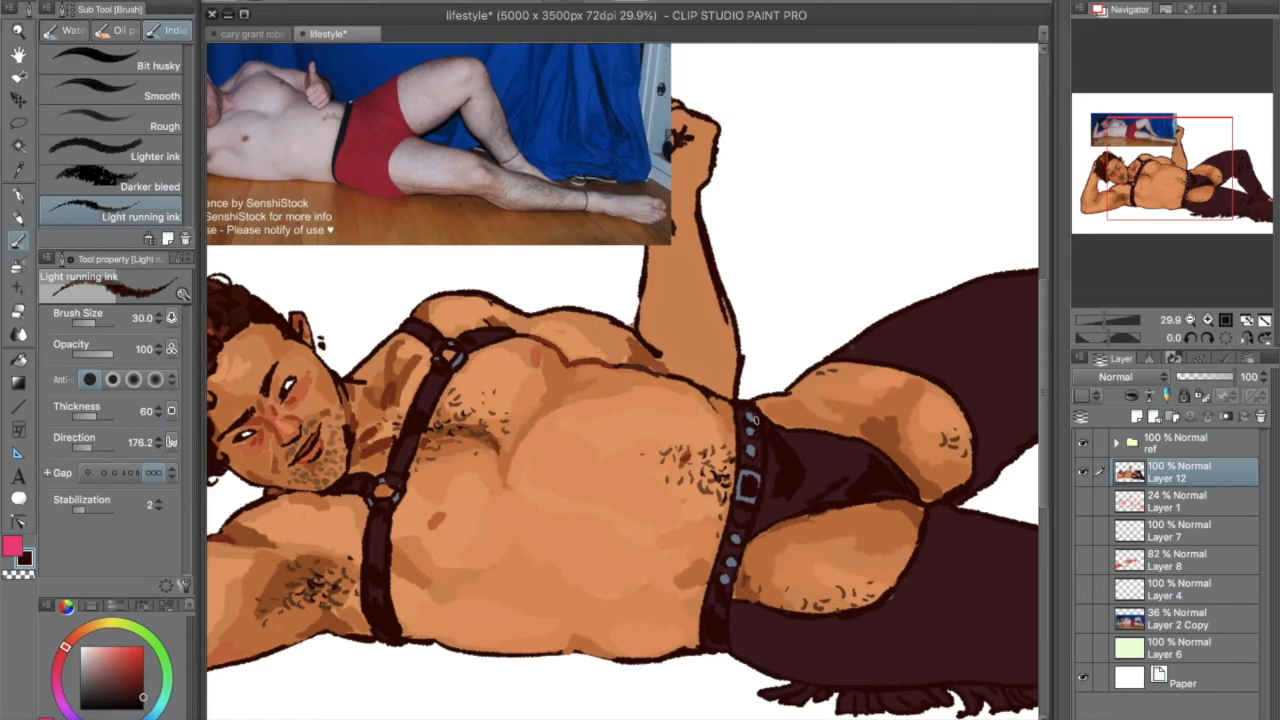 Sub Tool [Brush]
lifestyle* (5000 x 3500px 72dpi 29.9%) - CLIP STUDIO PAINT PRO
Navigator
Wate
Oil p
India
cary grant robe
lifestyle*
Bit husky
Smooth
Rough
Lighter ink
Darker bleed
Light running ink
ence by SenshiStock
SenshiStock for more info
se - Please notify of use ♥
Tool property [Light ru
Light running ink
Brush Size 30.0
Opacity 100
Anti-
Thickness 60
Direction 176.2
Gap
Stabilization 2
29.9
0.0
Layer
Normal 100
100 % Normal
ref
100 % Normal
Layer 12
24 % Normal
Layer 1
100 % Normal
Layer 7
82 % Normal
Layer 8
100 % Normal
Layer 4
36 % Normal
Layer 2 Copy
100 % Normal
Layer 6
Paper